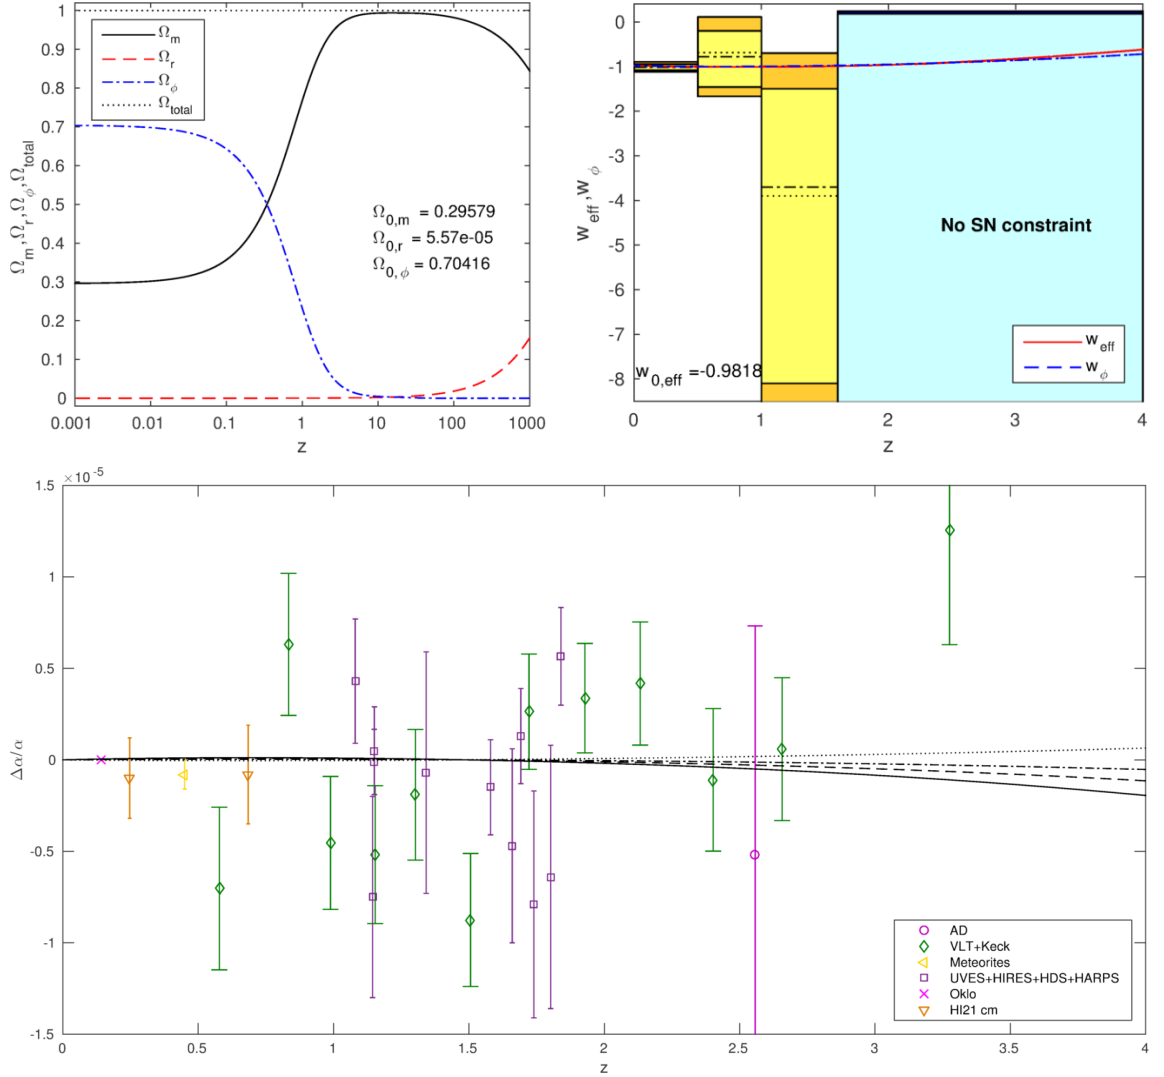 Ω_m
Ω_r
Ω_ϕ
Ω_total
Ω_m,Ω_r,Ω_ϕ,Ω_total
1
0.9
0.8
0.7
0.6
0.5
0.4
0.3
0.2
0.1
0
Ω_0,m = 0.29579
Ω_0,r = 5.57e-05
Ω_0,ϕ = 0.70416
0.001 0.01 0.1 1 10 100 1000
z
w_eff,w_ϕ
0
-1
-2
-3
-4
-5
-6
-7
-8
No SN constraint
w_0,eff =-0.9818
w_eff
w_ϕ
0 1 2 3 4
z
×10^-5
1.5
1
0.5
0
-0.5
-1
-1.5
Δα/α
AD
VLT+Keck
Meteorites
UVES+HIRES+HDS+HARPS
Oklo
HI21 cm
0 0.5 1 1.5 2 2.5 3 3.5 4
z